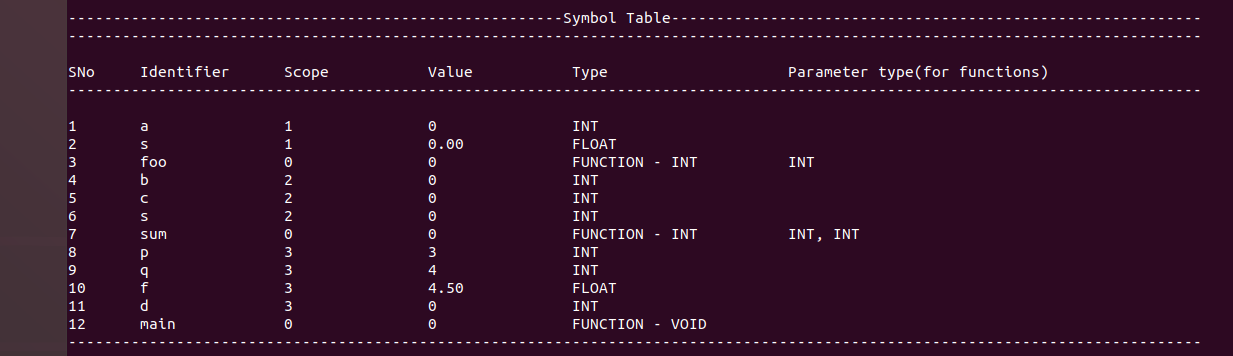 -------------------------------------------------------Symbol Table-----------------------------------------------------------
------------------------------------------------------------------------------------------------------------------------------
SNo     Identifier      Scope           Value           Type                    Parameter type(for functions)
------------------------------------------------------------------------------------------------------------------------------
1       a               1               0               INT
2       s               1               0.00            FLOAT
3       foo             0               0               FUNCTION - INT          INT
4       b               2               0               INT
5       c               2               0               INT
6       s               2               0               INT
7       sum             0               0               FUNCTION - INT          INT, INT
8       p               3               3               INT
9       q               3               4               INT
10      f               3               4.50            FLOAT
11      d               3               0               INT
12      main            0               0               FUNCTION - VOID
------------------------------------------------------------------------------------------------------------------------------